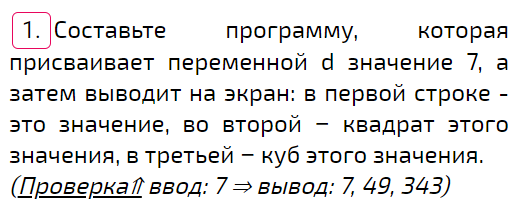 1. Составьте программу, которая
присваивает переменной d значение 7, а
затем выводит на экран: в первой строке -
это значение, во второй – квадрат этого
значения, в третьей – куб этого значения.
(Проверка⇑ ввод: 7 ⇒ вывод: 7, 49, 343)